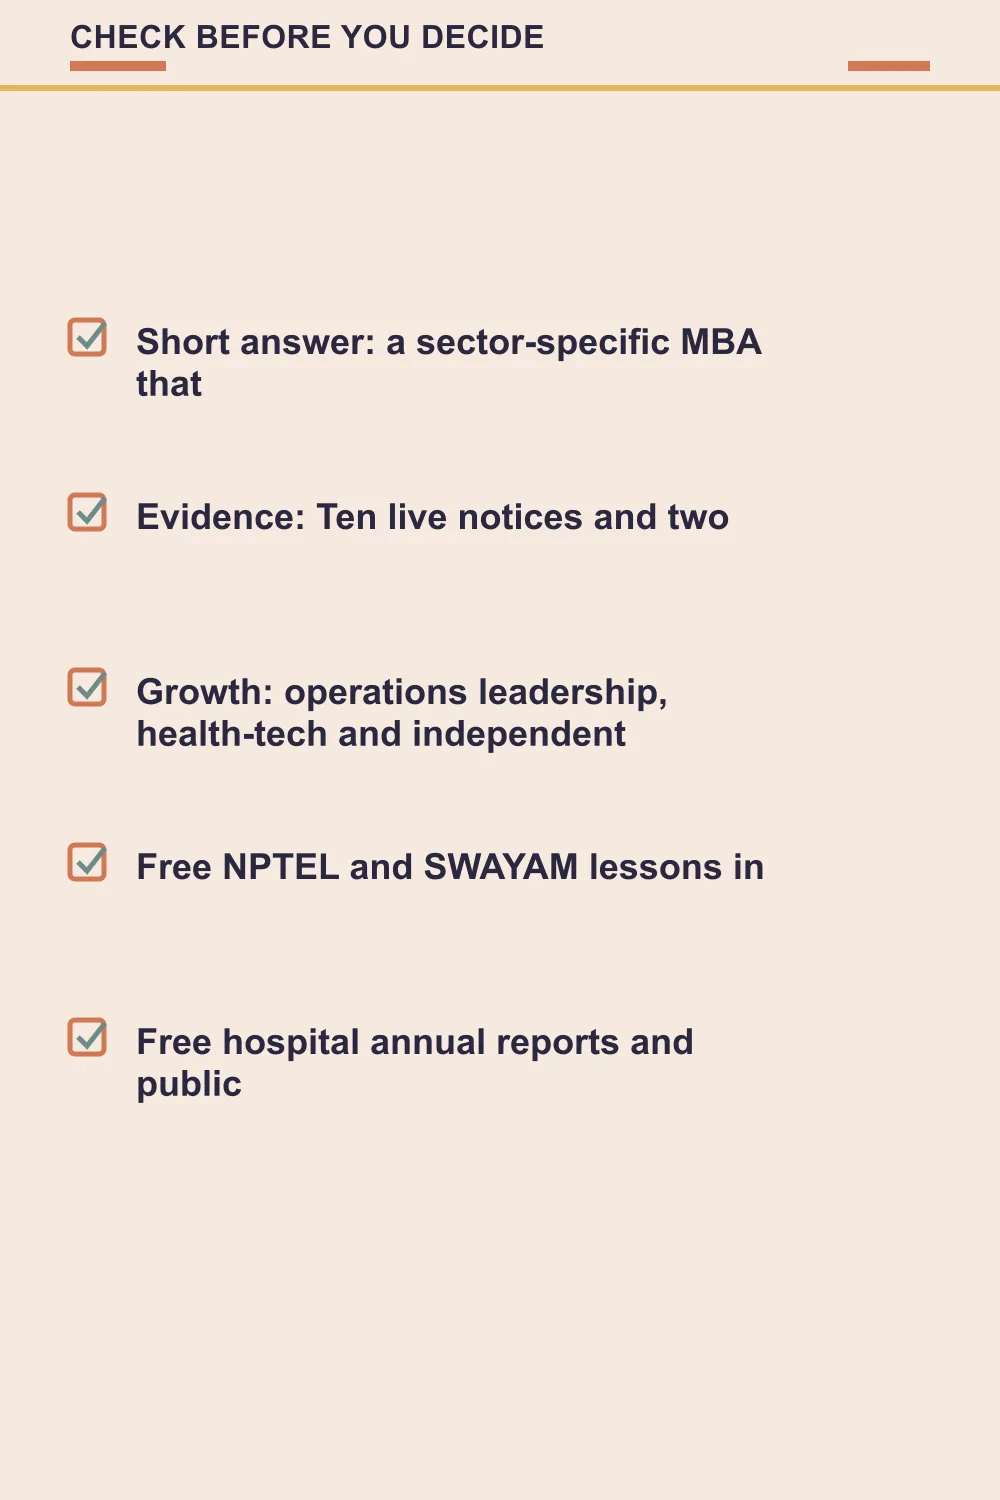 CHECK BEFORE YOU DECIDE
Short answer: a sector-specific MBA
that
Evidence: Ten live notices and two
Growth: operations leadership,
health-tech and independent
Free NPTEL and SWAYAM lessons in
Free hospital annual reports and
public